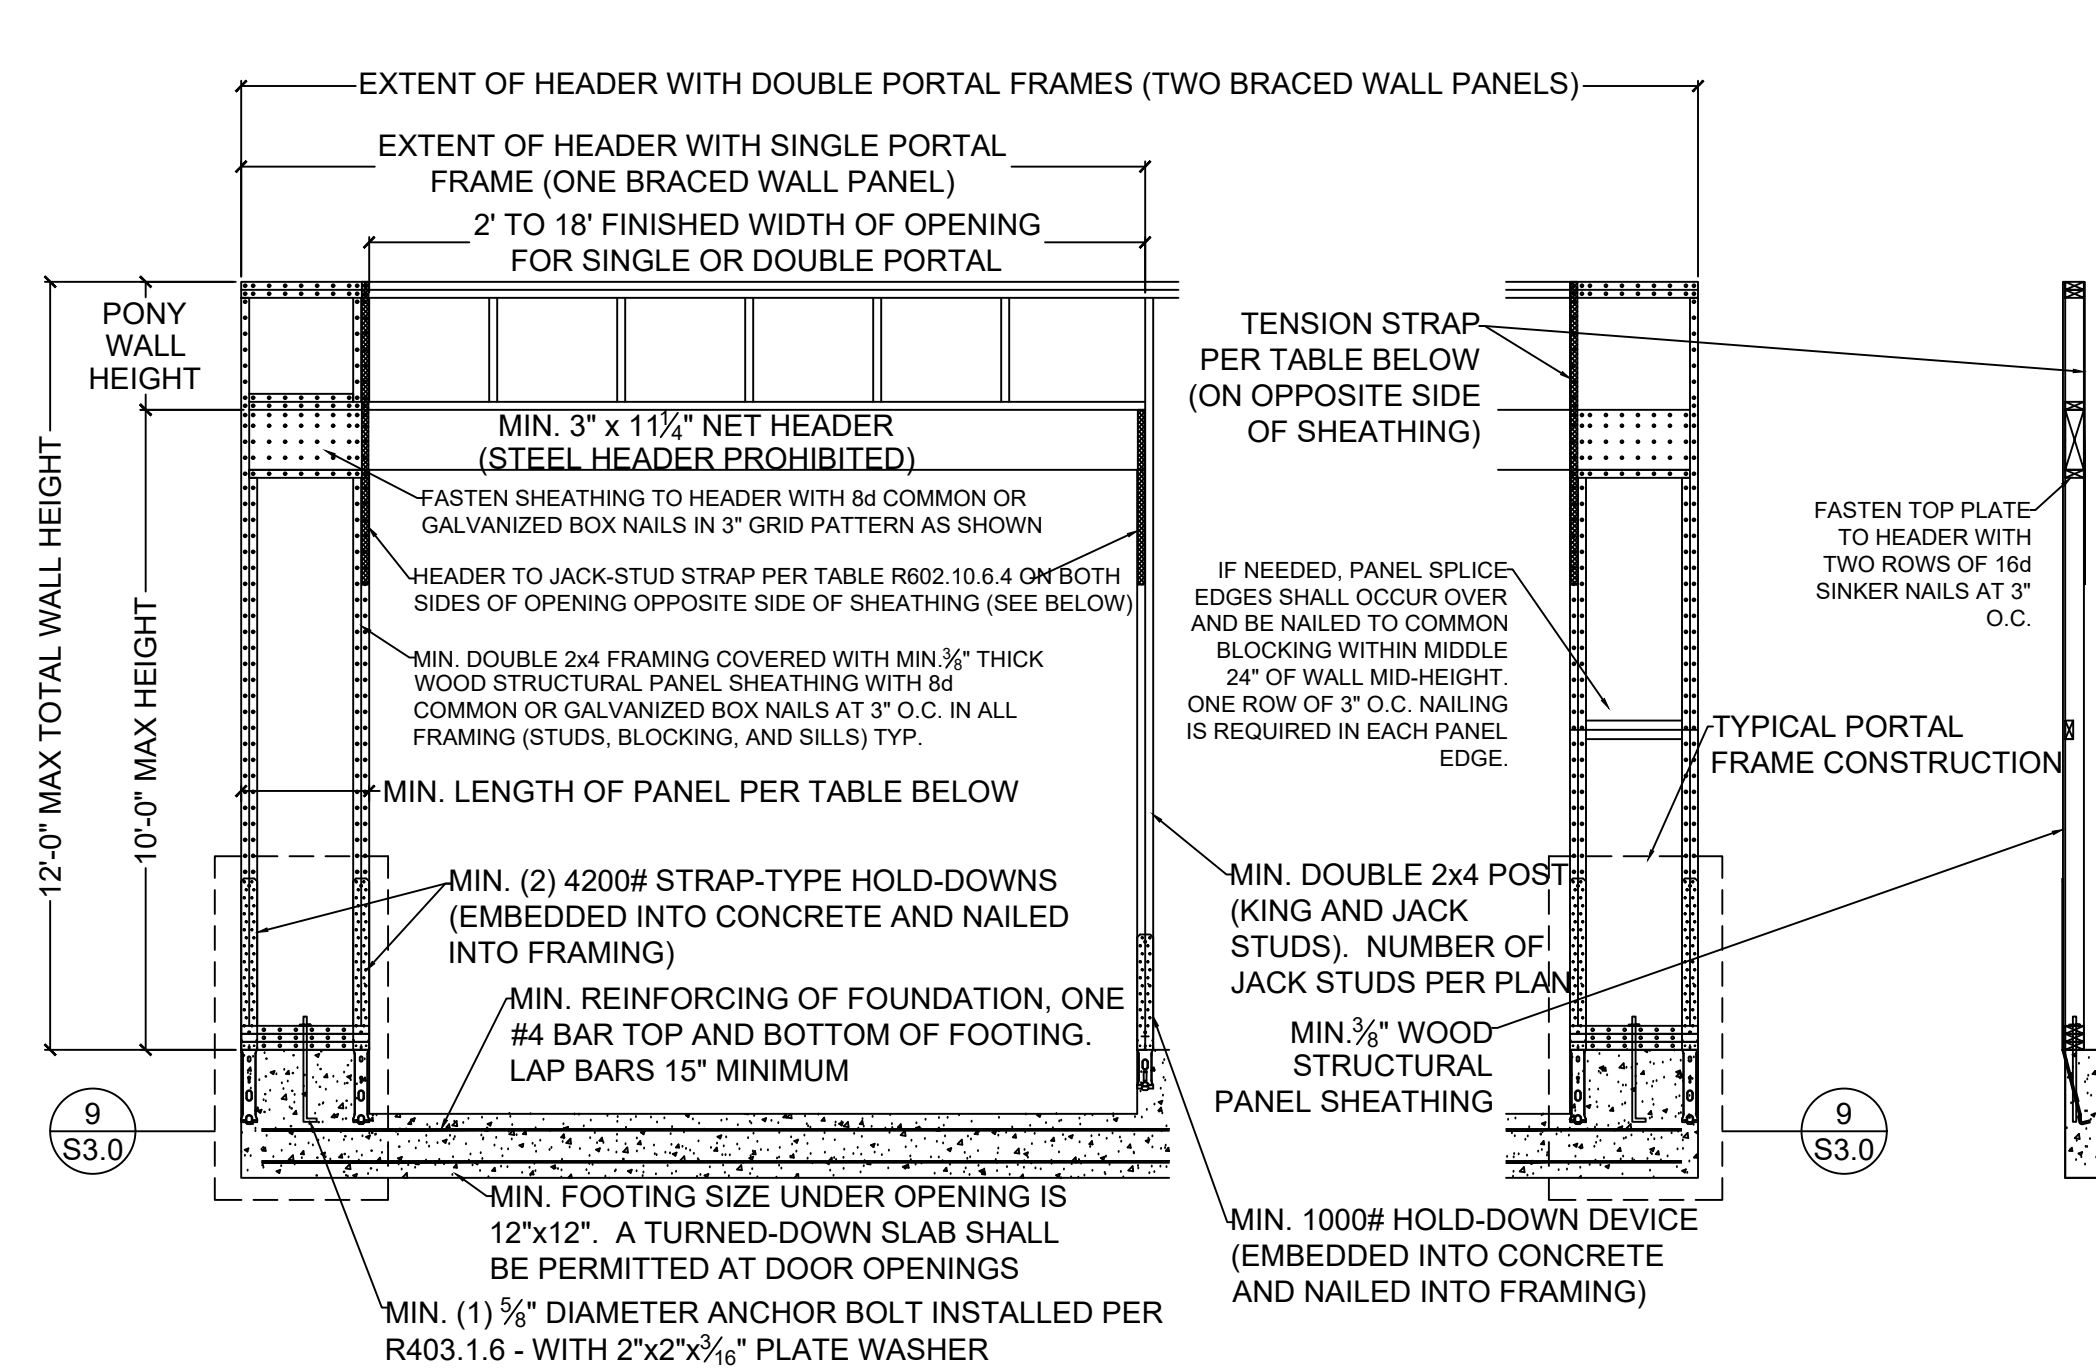 EXTENT OF HEADER WITH DOUBLE PORTAL FRAMES (TWO BRACED WALL PANELS)
EXTENT OF HEADER WITH SINGLE PORTAL
FRAME (ONE BRACED WALL PANEL)
2' TO 18' FINISHED WIDTH OF OPENING
FOR SINGLE OR DOUBLE PORTAL
PONY
WALL
HEIGHT
12'-0" MAX TOTAL WALL HEIGHT
10'-0" MAX HEIGHT
MIN. 3" x 11¼" NET HEADER
(STEEL HEADER PROHIBITED)
FASTEN SHEATHING TO HEADER WITH 8d COMMON OR
GALVANIZED BOX NAILS IN 3" GRID PATTERN AS SHOWN
HEADER TO JACK-STUD STRAP PER TABLE R602.10.6.4 ON BOTH
SIDES OF OPENING OPPOSITE SIDE OF SHEATHING (SEE BELOW)
MIN. DOUBLE 2x4 FRAMING COVERED WITH MIN.⅜" THICK
WOOD STRUCTURAL PANEL SHEATHING WITH 8d
COMMON OR GALVANIZED BOX NAILS AT 3" O.C. IN ALL
FRAMING (STUDS, BLOCKING, AND SILLS) TYP.
MIN. LENGTH OF PANEL PER TABLE BELOW
MIN. (2) 4200# STRAP-TYPE HOLD-DOWNS
(EMBEDDED INTO CONCRETE AND NAILED
INTO FRAMING)
MIN. REINFORCING OF FOUNDATION, ONE
#4 BAR TOP AND BOTTOM OF FOOTING.
LAP BARS 15" MINIMUM
9
S3.0
MIN. FOOTING SIZE UNDER OPENING IS
12"x12". A TURNED-DOWN SLAB SHALL
BE PERMITTED AT DOOR OPENINGS
MIN. (1) ⅝" DIAMETER ANCHOR BOLT INSTALLED PER
R403.1.6 - WITH 2"x2"x3⁄16" PLATE WASHER
TENSION STRAP
PER TABLE BELOW
(ON OPPOSITE SIDE
OF SHEATHING)
IF NEEDED, PANEL SPLICE
EDGES SHALL OCCUR OVER
AND BE NAILED TO COMMON
BLOCKING WITHIN MIDDLE
24" OF WALL MID-HEIGHT.
ONE ROW OF 3" O.C. NAILING
IS REQUIRED IN EACH PANEL
EDGE.
MIN. DOUBLE 2x4 POST
(KING AND JACK
STUDS). NUMBER OF
JACK STUDS PER PLAN
MIN.⅜" WOOD
STRUCTURAL
PANEL SHEATHING
MIN. 1000# HOLD-DOWN DEVICE
(EMBEDDED INTO CONCRETE
AND NAILED INTO FRAMING)
FASTEN TOP PLATE
TO HEADER WITH
TWO ROWS OF 16d
SINKER NAILS AT 3"
O.C.
TYPICAL PORTAL
FRAME CONSTRUCTION
9
S3.0